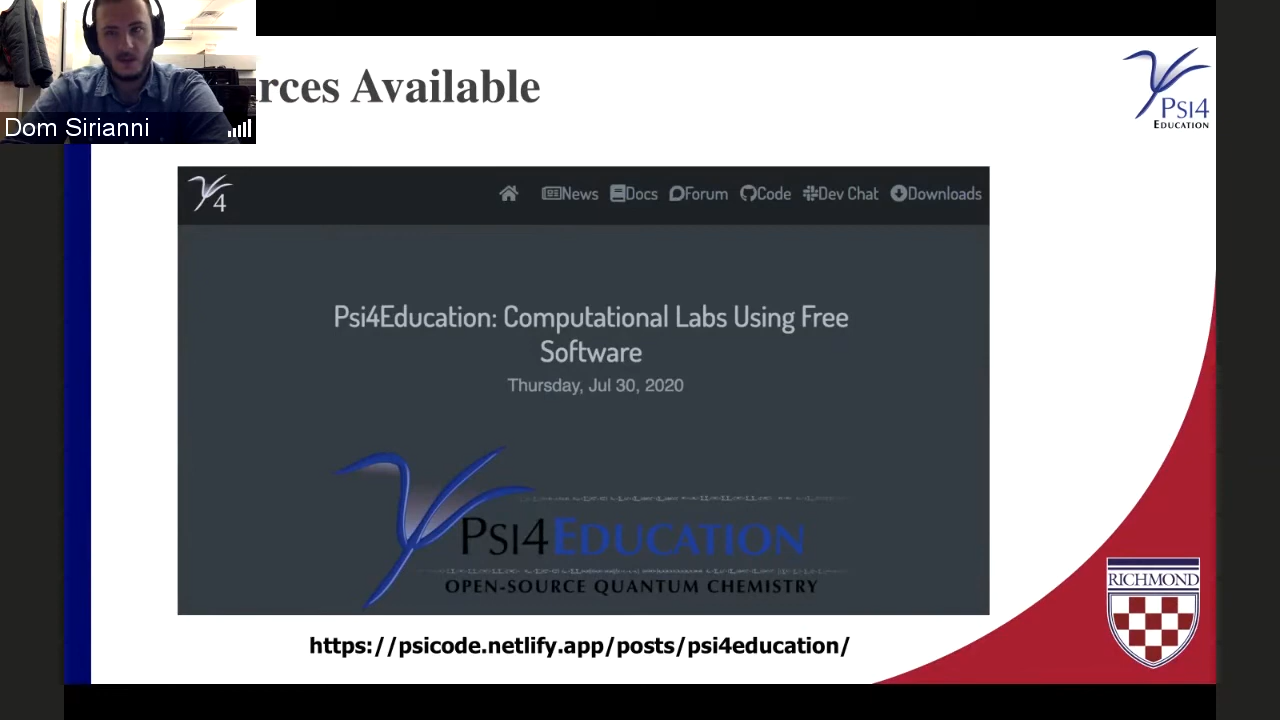 rces Available
Dom Sirianni
Psi4
Education
4
News Docs Forum Code Dev Chat Downloads
Psi4Education: Computational Labs Using Free
Software
Thursday, Jul 30, 2020
Psi4Education
Open-Source Quantum Chemistry
RICHMOND
https://psicode.netlify.app/posts/psi4education/